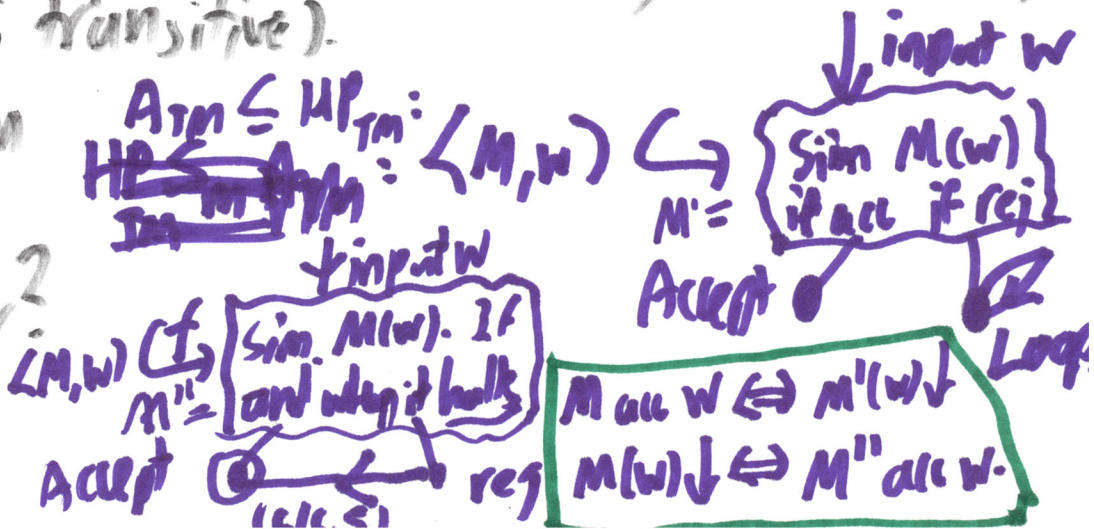 transitive).
input w
A_TM ≤ HP_TM: ⟨M,w⟩ ↪
Sim M(w)
if acc if rej
M' =
Accept
Loop
2
input w
⟨M,w⟩ f ↪
Sim. M(w). If
and when it halts
M'' =
Accept
rej
M acc w ⇔ M'(w)↓
M(w)↓ ⇔ M'' acc w.